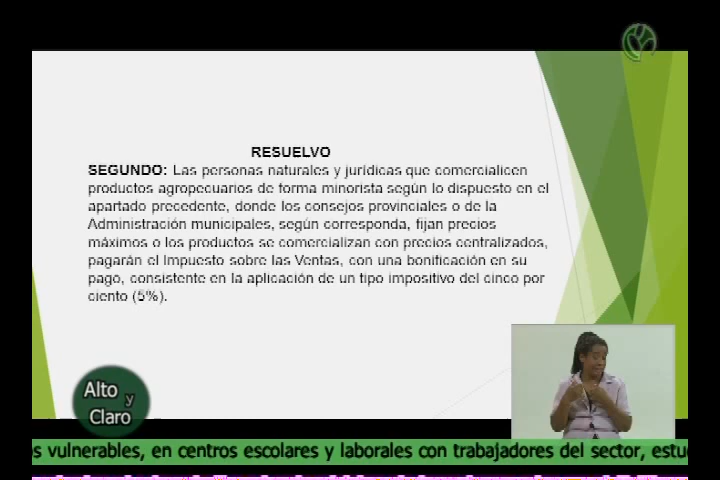 RESUELVO
SEGUNDO: Las personas naturales y jurídicas que comercialicen
productos agropecuarios de forma minorista según lo dispuesto en el
apartado precedente, donde los consejos provinciales o de la
Administración municipales, según corresponda, fijan precios
máximos o los productos se comercializan con precios centralizados,
pagarán el Impuesto sobre las Ventas, con una bonificación en su
pago, consistente en la aplicación de un tipo impositivo del cinco por
ciento (5%).
Alto
y
Claro
s vulnerables, en centros escolares y laborales con trabajadores del sector, estu